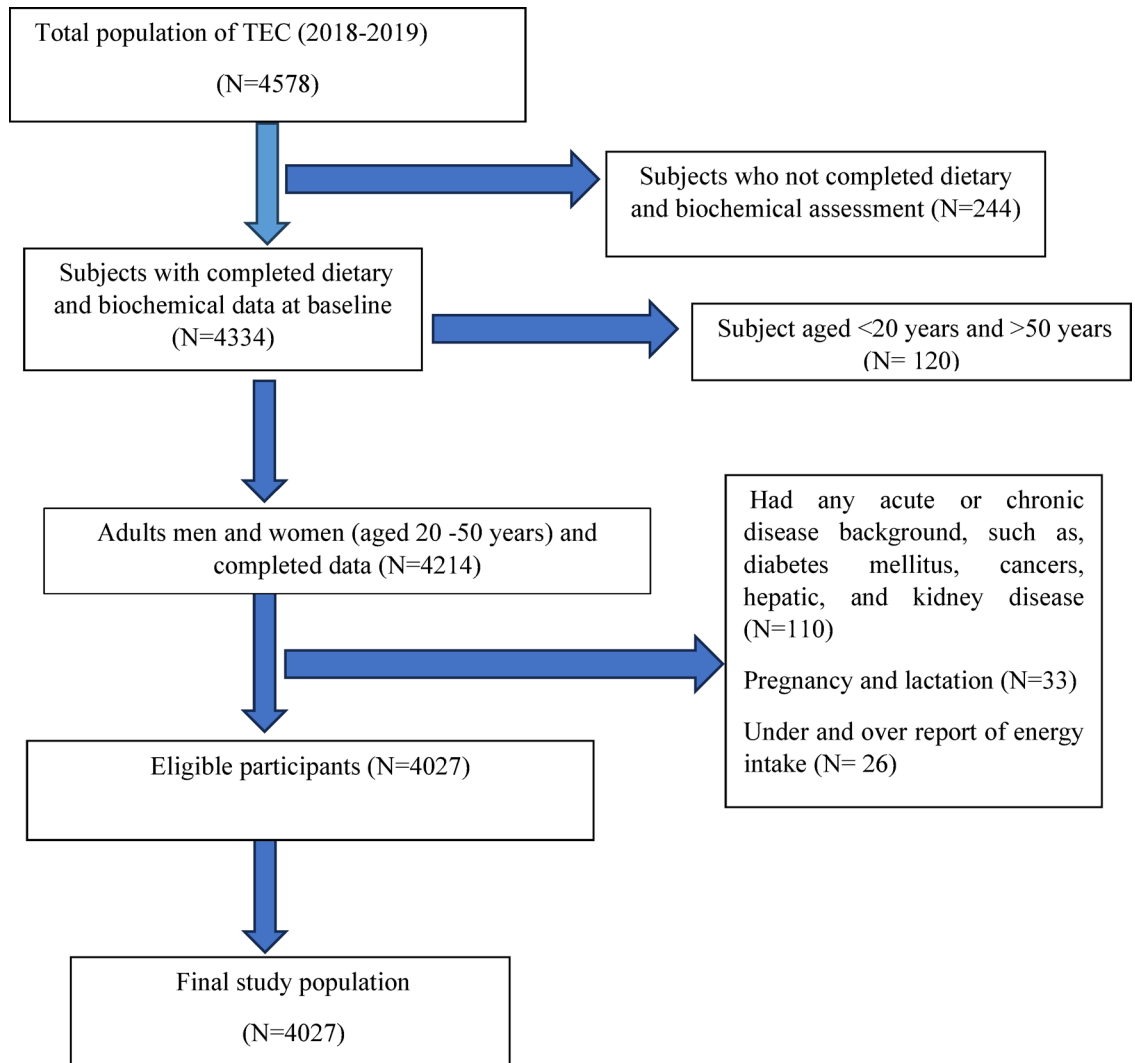 Total population of TEC (2018-2019)
(N=4578)
Subjects who not completed dietary
and biochemical assessment (N=244)
Subjects with completed dietary
and biochemical data at baseline
(N=4334)
Subject aged <20 years and >50 years
(N= 120)
Adults men and women (aged 20 -50 years) and
completed data (N=4214)
Had any acute or chronic
disease background, such as,
diabetes mellitus, cancers,
hepatic, and kidney disease
(N=110)
Pregnancy and lactation (N=33)
Under and over report of energy
intake (N= 26)
Eligible participants (N=4027)
Final study population
(N=4027)